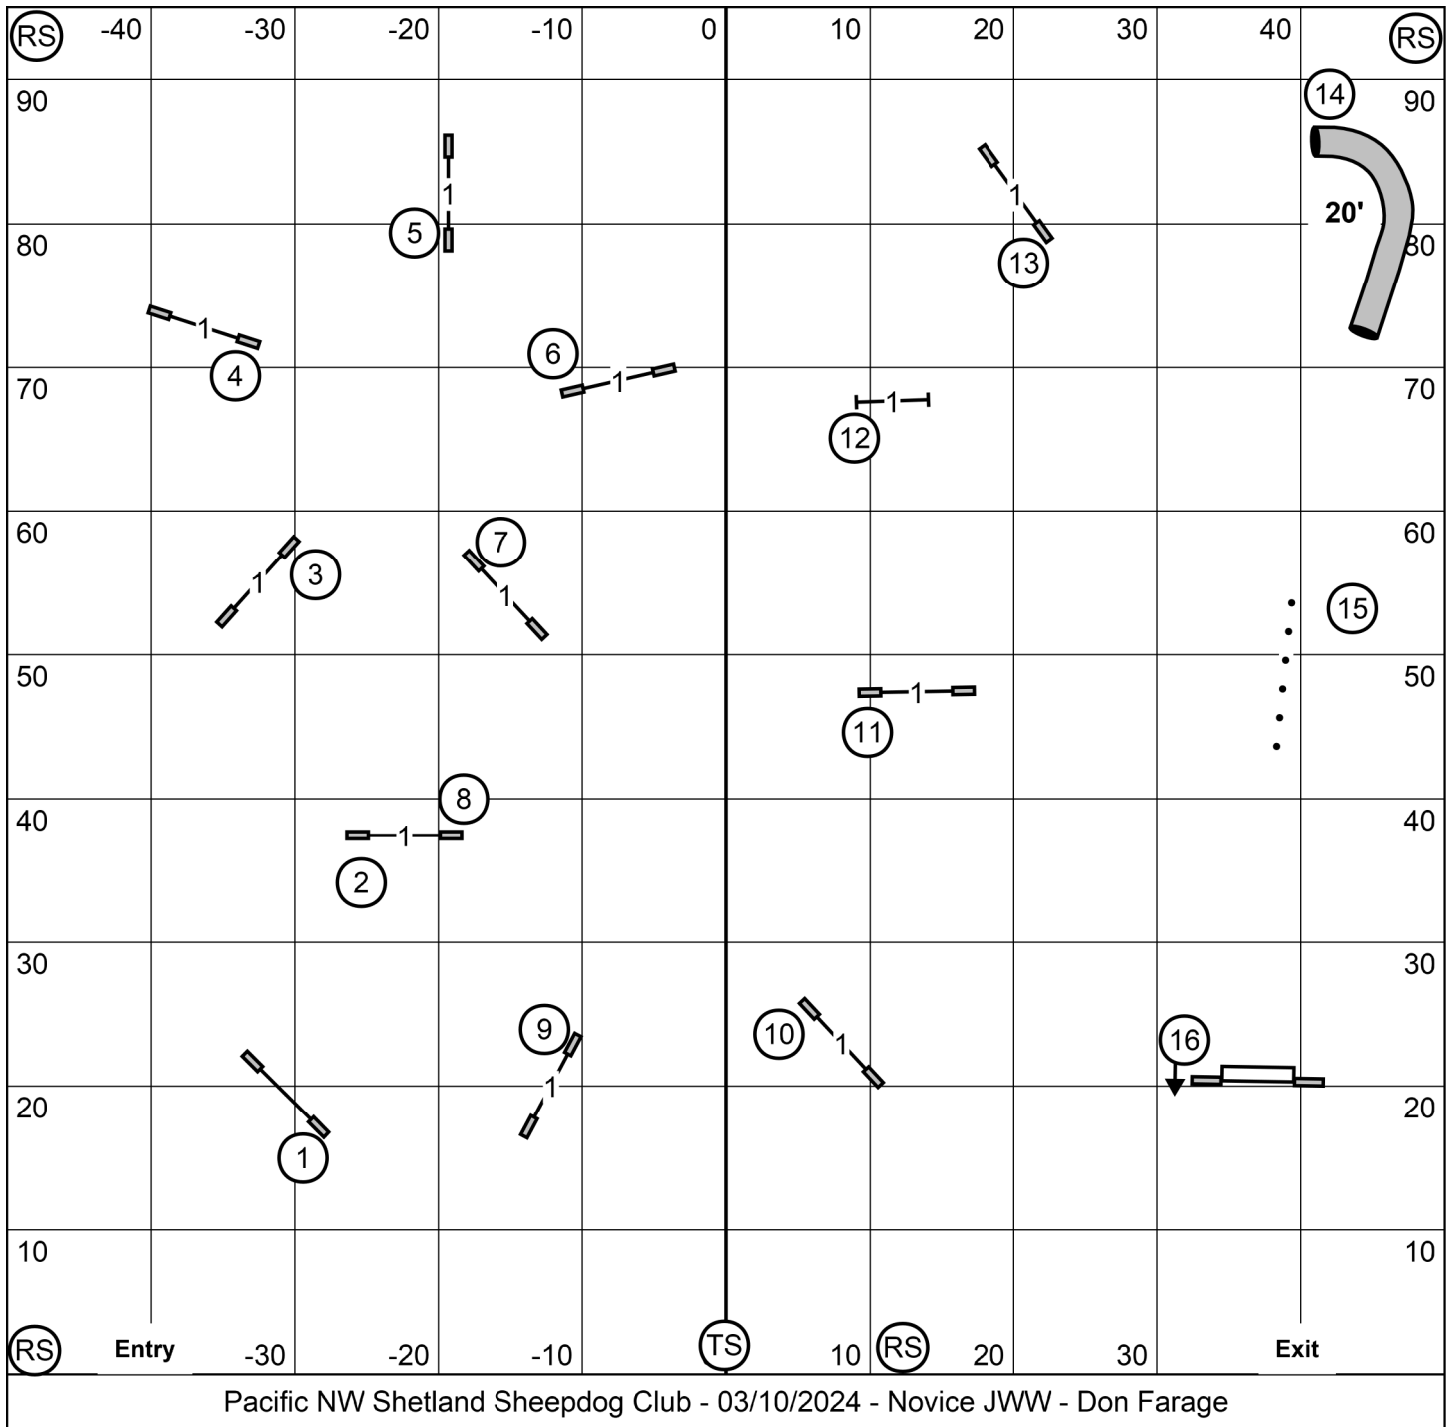 RS -40 -30 -20 -10 0 10 20 30 40 RS
14
90 90
1 1
20'
5
80 80
13
1
4 6 1
70 1 12 70
60 7 60
1 3 1
15
50 1 50
11
8
40 40
1
2
30 30
9 10 1 16
1
20 20
1
10 10
RS Entry -30 -20 -10 TS 10 RS 20 30 Exit
Pacific NW Shetland Sheepdog Club - 03/10/2024 - Novice JWW - Don Farage